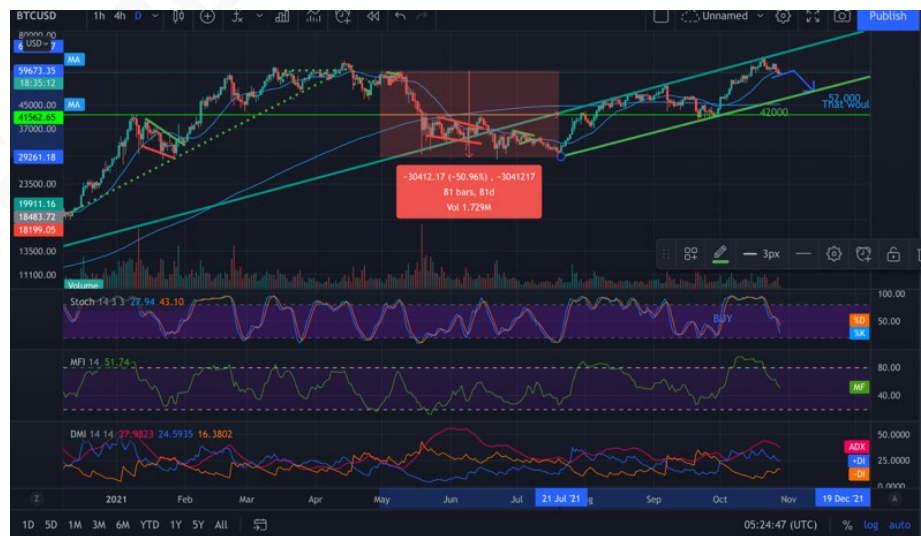 BTCUSD 1h 4h D Unnamed Publish
80000.00
USD
MA
59673.35
18:35:12
45000.00 MA
52,000
That woul
41562.65
42000
37000.00
29261.18
-30412.17 (-50.96%) , -3041217
81 bars, 81d
Vol 1.729M
23500.00
19911.16
18483.72
18199.05
13500.00
3px
11100.00
Volume
Stoch 14 3 3 27.94 43.10
100.00
BUY
50.00
%D
%K
MFI 14 51.74
80.00
MF
40.00
DMI 14 14 27.9823 24.5935 16.3802
50.0000
ADX
+DI
25.0000
-DI
0.0000
Z 2021 Feb Mar Apr May Jun Jul 21 Jul '21 g Sep Oct Nov 19 Dec '21 A
1D 5D 1M 3M 6M YTD 1Y 5Y All 05:24:47 (UTC) % log auto